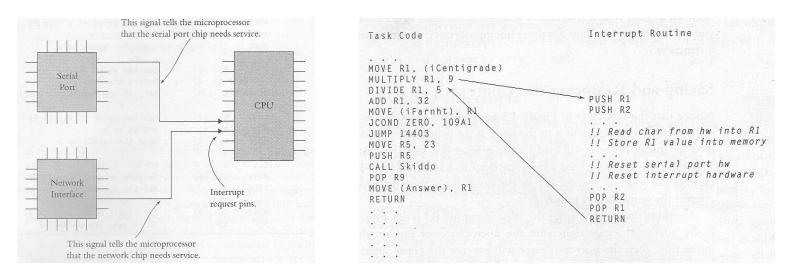 This signal tells the microprocessor
that the serial port chip needs service.
Serial
Port
CPU
Network
Interface
Interrupt
request pins.
This signal tells the microprocessor
that the network chip needs service.
Task Code
. . .
MOVE R1, (iCentigrade)
MULTIPLY R1, 9
DIVIDE R1, 5
ADD R1, 32
MOVE (iFarnht), R1
JCOND ZERO, 109A1
JUMP 14403
MOVE R5, 23
PUSH R5
CALL Skiddo
POP R9
MOVE (Answer), R1
RETURN
. . .
. . .
. . .
. . .
. . .
Interrupt Routine
PUSH R1
PUSH R2
. . .
!! Read char from hw into R1
!! Store R1 value into memory
. . .
!! Reset serial port hw
!! Reset interrupt hardware
. . .
POP R2
POP R1
RETURN